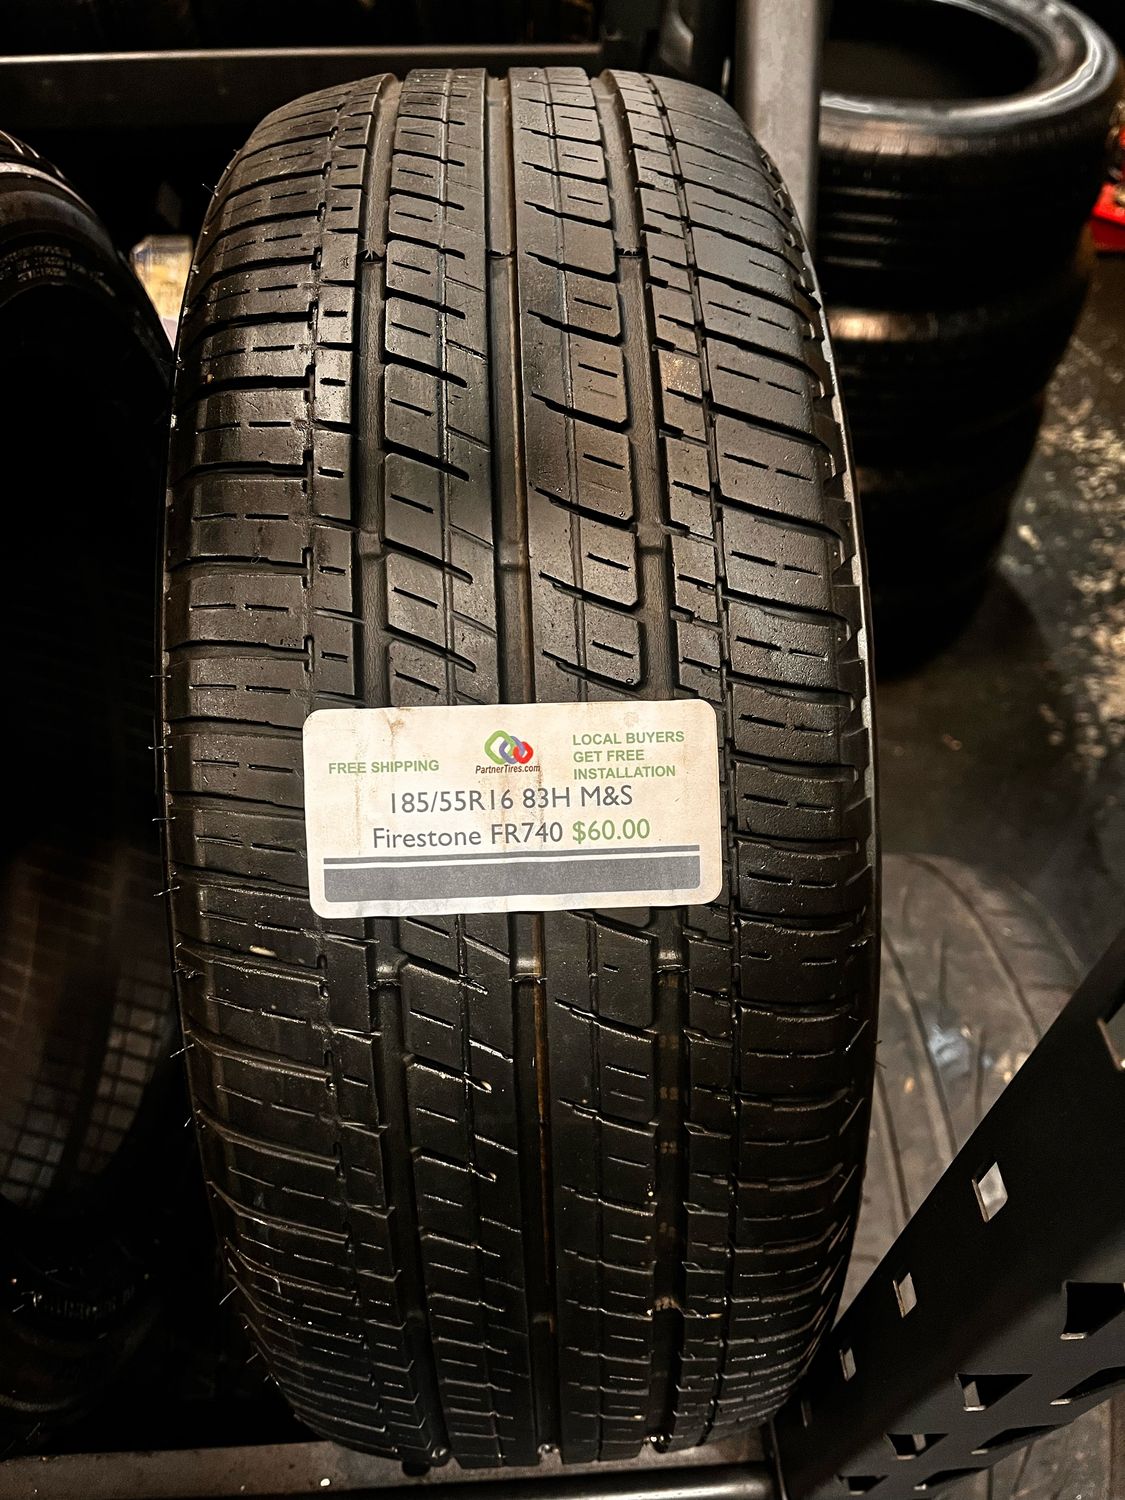 FREE SHIPPING
PartnerTires.com
LOCAL BUYERS
GET FREE
INSTALLATION
185/55R16 83H M&S
Firestone FR740 $60.00